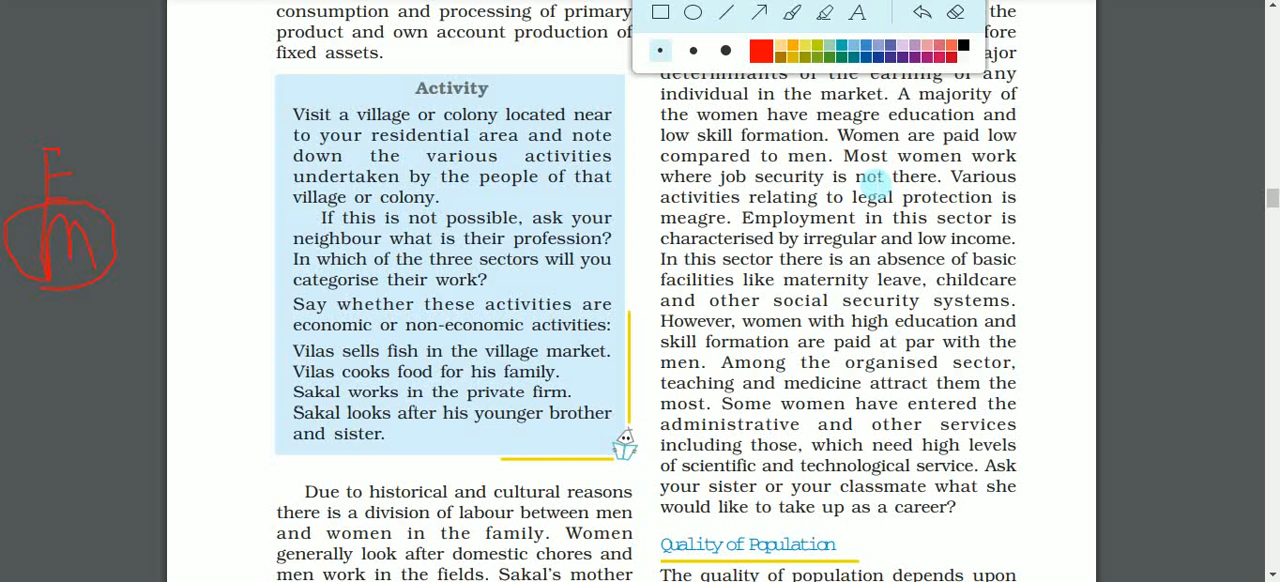 consumption and processing of primary
product and own account production of
fixed assets.
Activity
Visit a village or colony located near
to your residential area and note
down the various activities
undertaken by the people of that
village or colony.
If this is not possible, ask your
neighbour what is their profession?
In which of the three sectors will you
categorise their work?
Say whether these activities are
economic or non-economic activities:
Vilas sells fish in the village market.
Vilas cooks food for his family.
Sakal works in the private firm.
Sakal looks after his younger brother
and sister.
Due to historical and cultural reasons
there is a division of labour between men
and women in the family. Women
generally look after domestic chores and
men work in the fields. Sakal's mother
F
m
A
the
fore
ajor
determinants of the earning of any
individual in the market. A majority of
the women have meagre education and
low skill formation. Women are paid low
compared to men. Most women work
where job security is not there. Various
activities relating to legal protection is
meagre. Employment in this sector is
characterised by irregular and low income.
In this sector there is an absence of basic
facilities like maternity leave, childcare
and other social security systems.
However, women with high education and
skill formation are paid at par with the
men. Among the organised sector,
teaching and medicine attract them the
most. Some women have entered the
administrative and other services
including those, which need high levels
of scientific and technological service. Ask
your sister or your classmate what she
would like to take up as a career?
Quality of Population
The quality of population depends upon